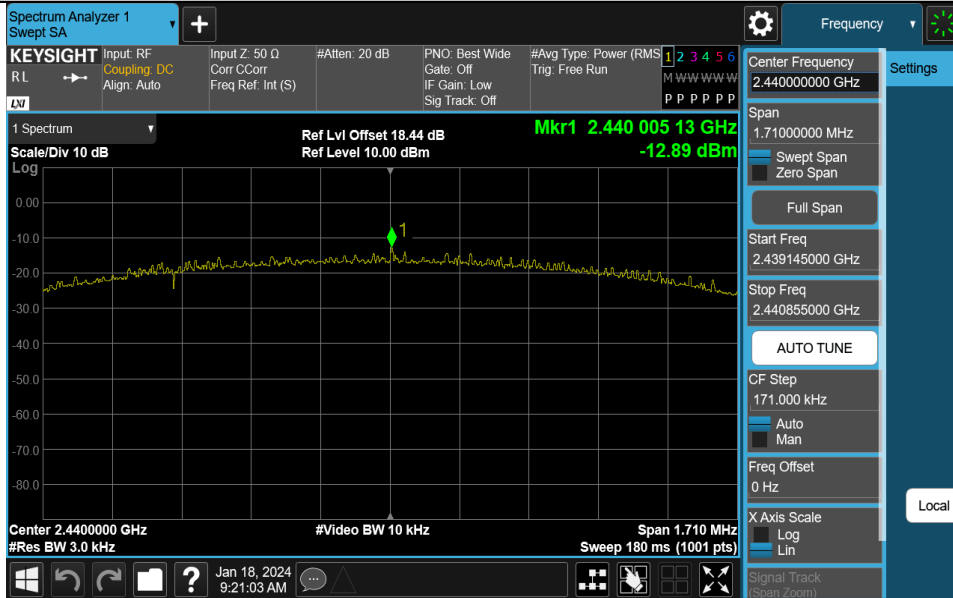 Spectrum Analyzer 1
Swept SA
+
Frequency
KEYSIGHT
R L
LXI
Input: RF
Coupling: DC
Align: Auto
Input Z: 50 Ω
Corr CCorr
Freq Ref: Int (S)
#Atten: 20 dB
PNO: Best Wide
Gate: Off
IF Gain: Low
Sig Track: Off
#Avg Type: Power (RMS
Trig: Free Run
1 2 3 4 5 6
M W W W W W
P P P P P P
1 Spectrum
Scale/Div 10 dB
Log
Ref Lvl Offset 18.44 dB
Ref Level 10.00 dBm
Mkr1 2.440 005 13 GHz
-12.89 dBm
1
0.00
-10.0
-20.0
-30.0
-40.0
-50.0
-60.0
-70.0
-80.0
Center 2.4400000 GHz
#Res BW 3.0 kHz
#Video BW 10 kHz
Span 1.710 MHz
Sweep 180 ms (1001 pts)
Center Frequency
2.440000000 GHz
Span
1.71000000 MHz
Swept Span
Zero Span
Full Span
Start Freq
2.439145000 GHz
Stop Freq
2.440855000 GHz
AUTO TUNE
CF Step
171.000 kHz
Auto
Man
Freq Offset
0 Hz
X Axis Scale
Log
Lin
Signal Track
(Span Zoom)
Settings
Local
?
Jan 18, 2024
9:21:03 AM